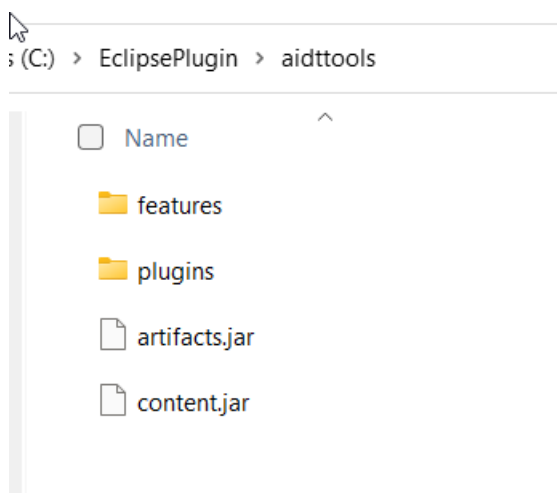 (C:) > EclipsePlugin > aidttools
Name
features
plugins
artifacts.jar
content.jar